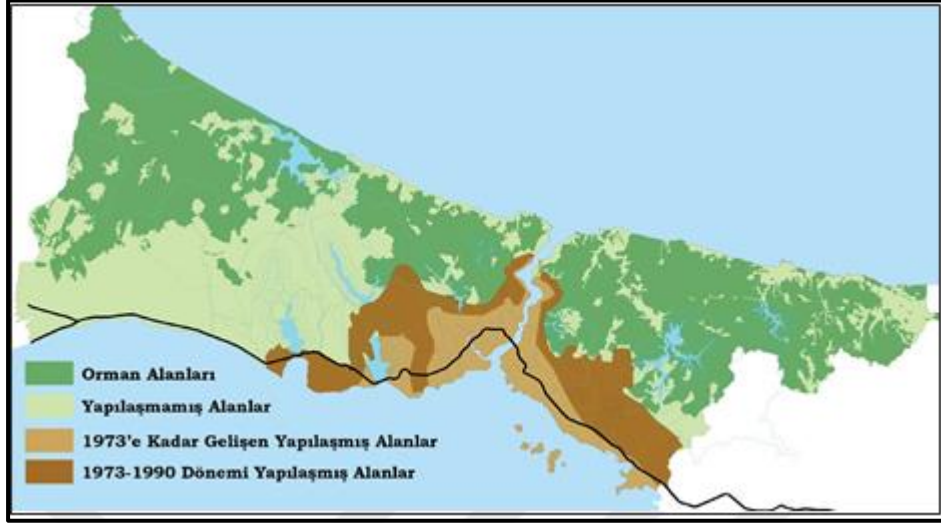 Orman Alanları
Yapılaşmamış Alanlar
1973'e Kadar Gelişen Yapılaşmış Alanlar
1973-1990 Dönemi Yapılaşmış Alanlar